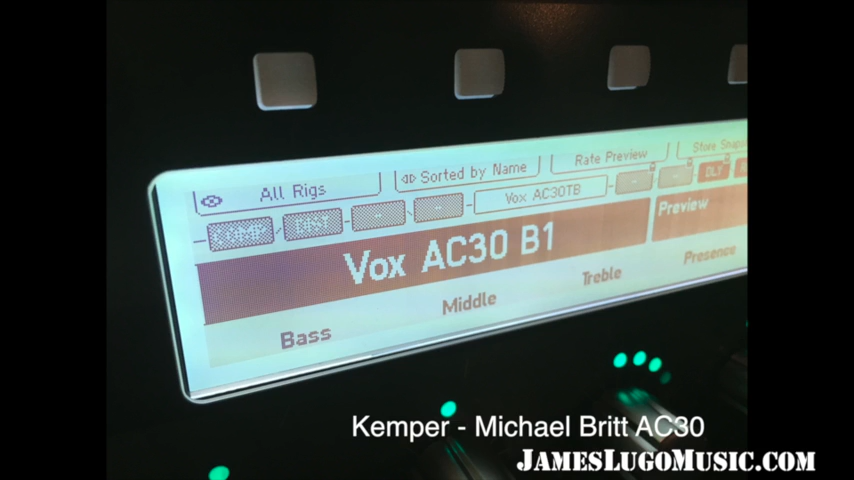 All Rigs
Sorted by Name
Rate Preview
Store Snaps
COMP
DIST
Vox AC30TB
DLY
Vox AC30 B1
Preview
Bass
Middle
Treble
Presence
Kemper - Michael Britt AC30
JamesLugoMusic.com